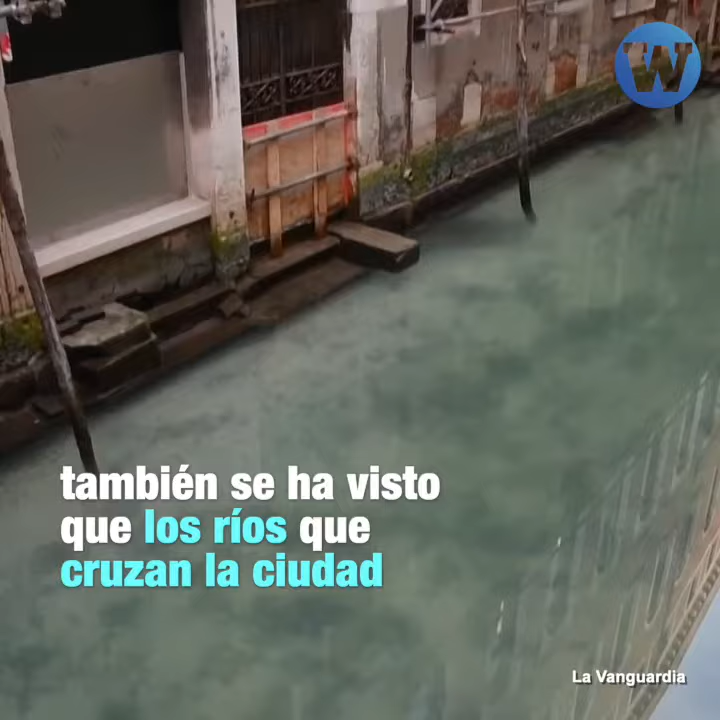 W
también se ha visto
que los ríos que
cruzan la ciudad
La Vanguardia